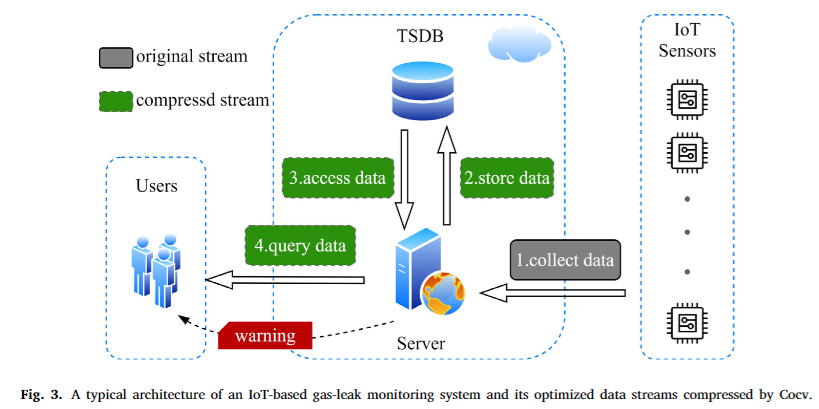 original stream
compressd stream
TSDB
IoT
Sensors
Users
3.access data
2.store data
4.query data
1.collect data
warning
Server
Fig. 3. A typical architecture of an IoT-based gas-leak monitoring system and its optimized data streams compressed by Cocv.